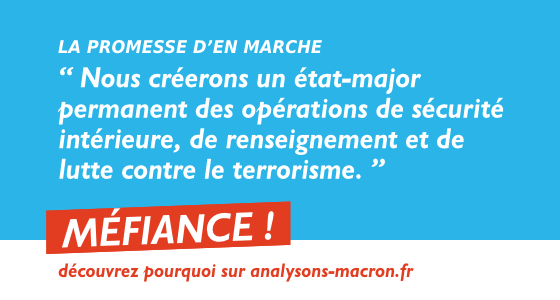 LA PROMESSE D’EN MARCHE
“ Nous créerons un état-major
permanent des opérations de sécurité
intérieure, de renseignement et de
lutte contre le terrorisme. ”
MÉFIANCE !
découvrez pourquoi sur analysons-macron.fr